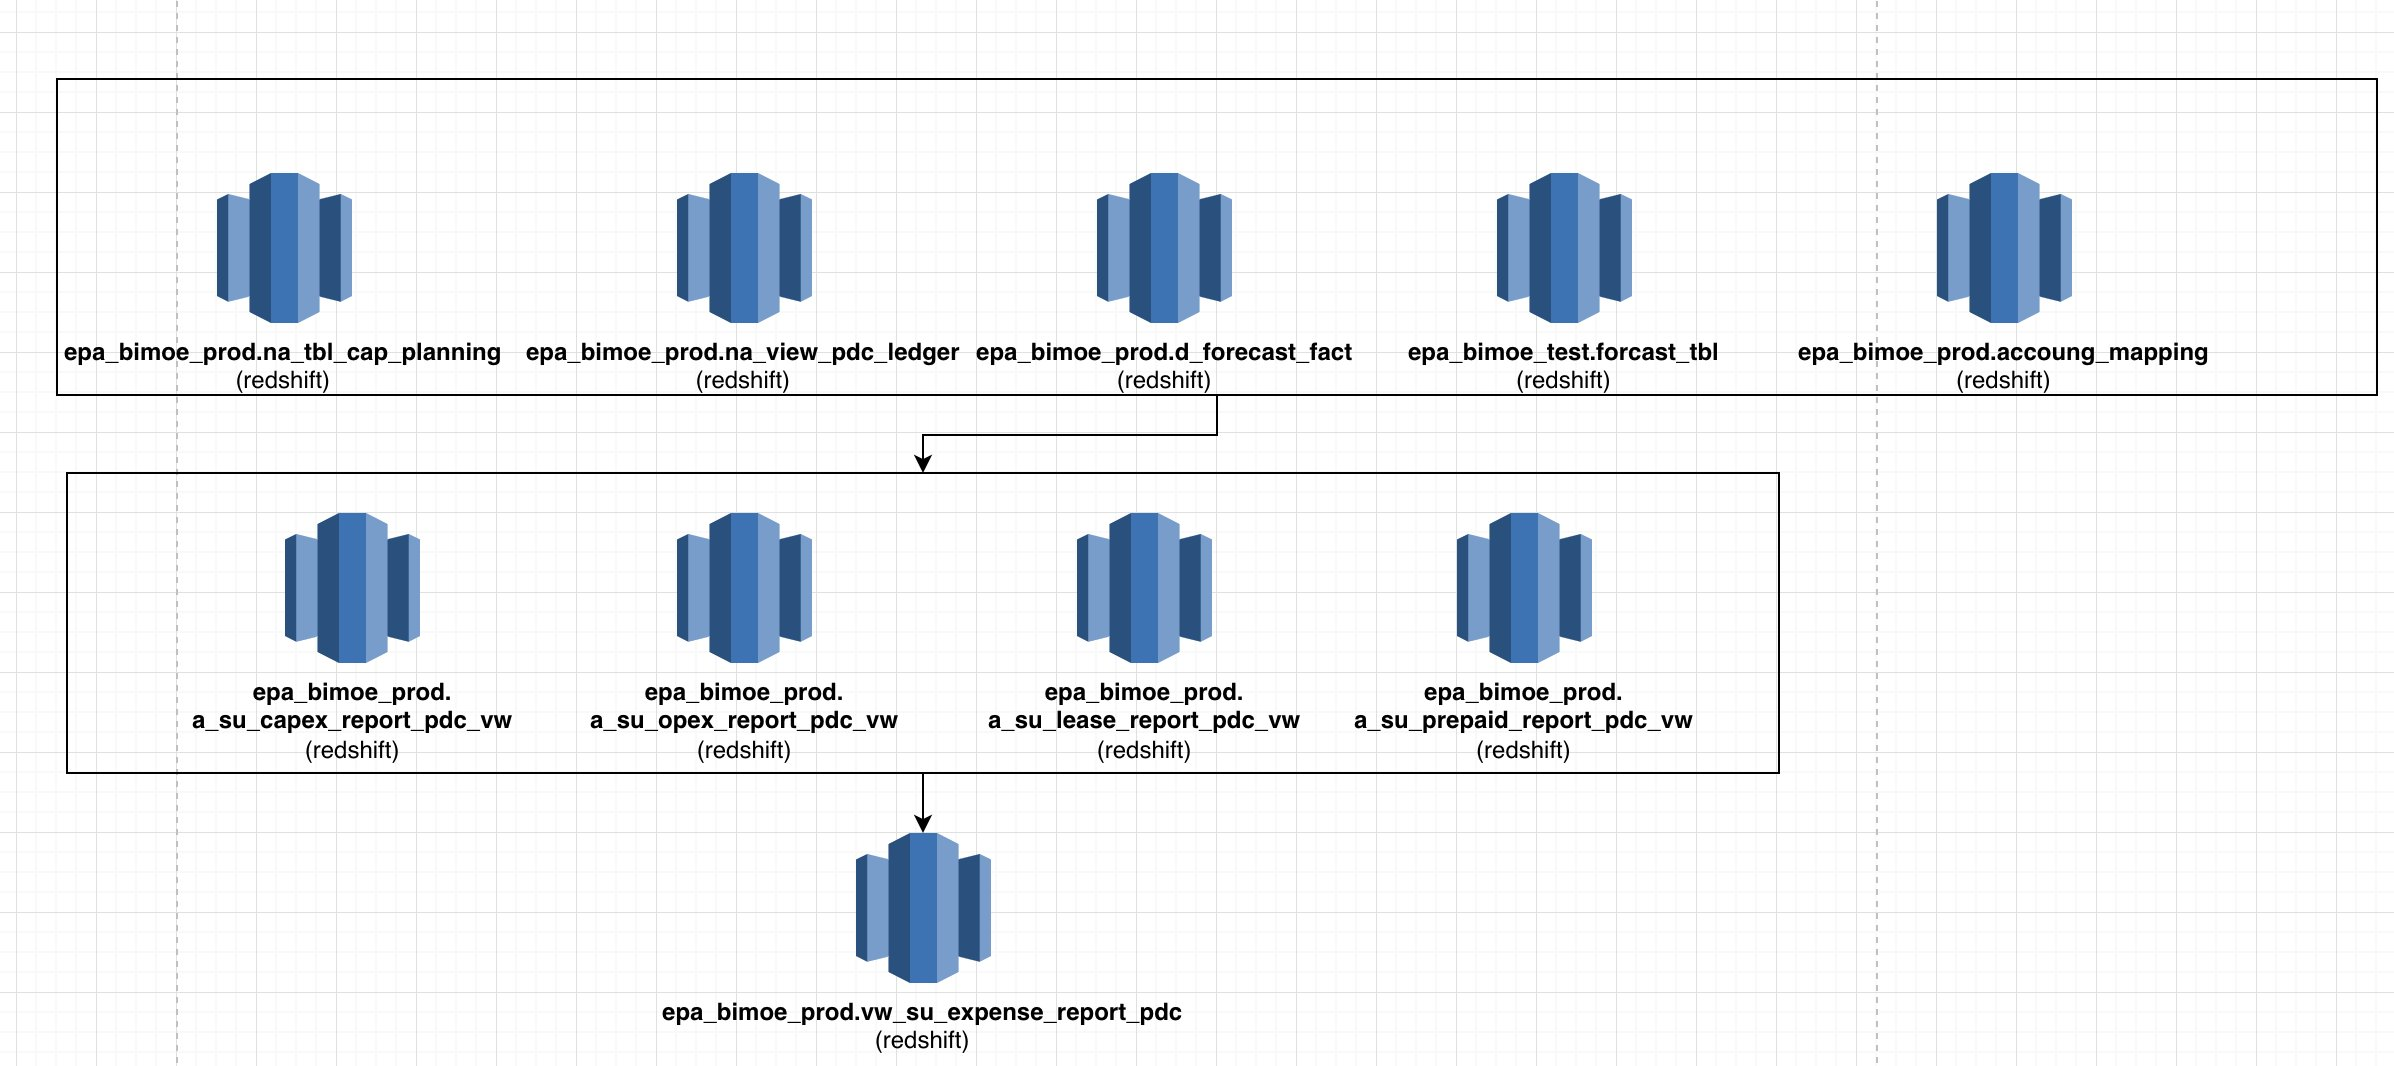 epa_bimoe_prod.na_tbl_cap_planning
(redshift)
epa_bimoe_prod.na_view_pdc_ledger
(redshift)
epa_bimoe_prod.d_forecast_fact
(redshift)
epa_bimoe_test.forcast_tbl
(redshift)
epa_bimoe_prod.accoung_mapping
(redshift)
epa_bimoe_prod.
a_su_capex_report_pdc_vw
(redshift)
epa_bimoe_prod.
a_su_opex_report_pdc_vw
(redshift)
epa_bimoe_prod.
a_su_lease_report_pdc_vw
(redshift)
epa_bimoe_prod.
a_su_prepaid_report_pdc_vw
(redshift)
epa_bimoe_prod.vw_su_expense_report_pdc
(redshift)